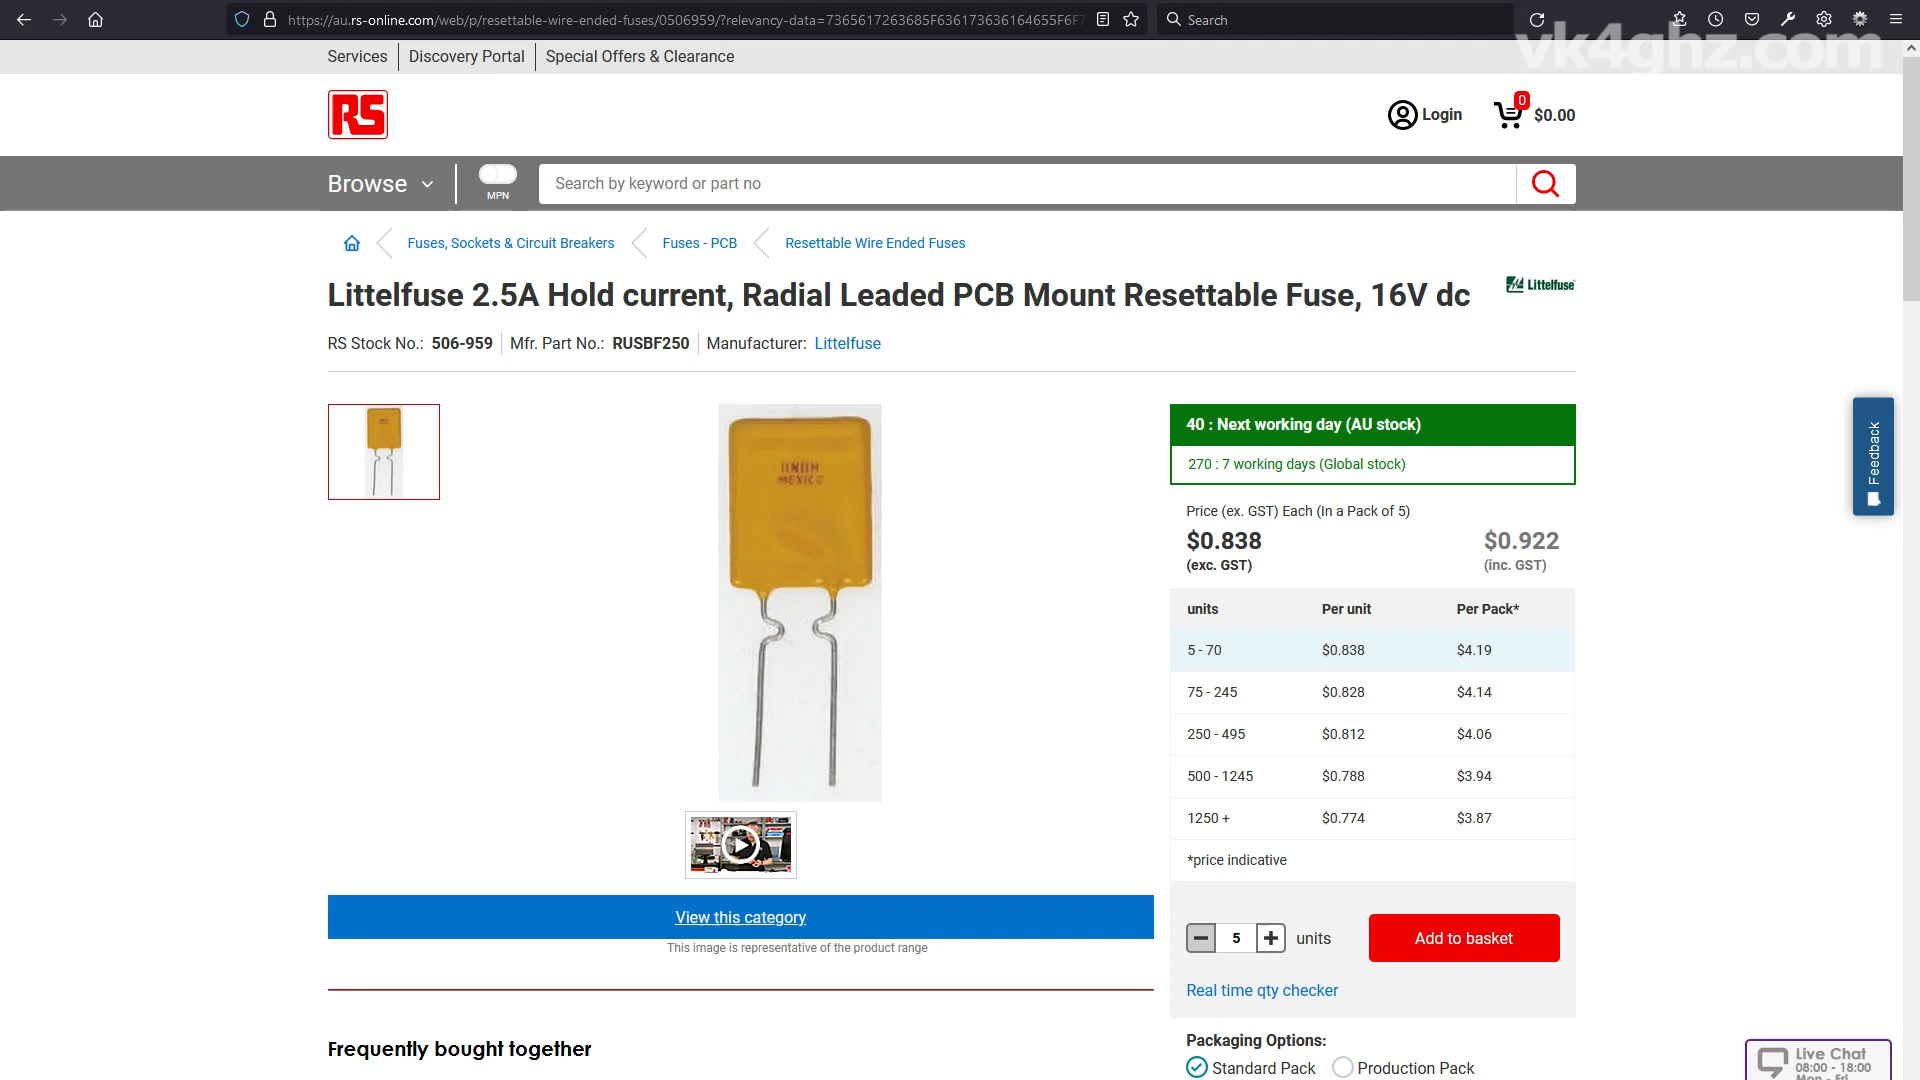 https://au.rs-online.com/web/p/resettable-wire-ended-fuses/0506959/?relevancy-data=7365617263685F636173636164655F6F7
Search
vk4ghz.com
Services
Discovery Portal
Special Offers & Clearance
RS
Login
0
$0.00
Browse
MPN
Search by keyword or part no
Fuses, Sockets & Circuit Breakers
Fuses - PCB
Resettable Wire Ended Fuses
Littelfuse 2.5A Hold current, Radial Leaded PCB Mount Resettable Fuse, 16V dc
Littelfuse
RS Stock No.: 506-959
Mfr. Part No.: RUSBF250
Manufacturer: Littelfuse
MEXICO
40 : Next working day (AU stock)
270 : 7 working days (Global stock)
Price (ex. GST) Each (In a Pack of 5)
$0.838
$0.922
(exc. GST)
(inc. GST)
units Per unit Per Pack*
5 - 70 $0.838 $4.19
75 - 245 $0.828 $4.14
250 - 495 $0.812 $4.06
500 - 1245 $0.788 $3.94
1250 + $0.774 $3.87
*price indicative
5
units
Add to basket
Real time qty checker
Packaging Options:
Standard Pack
Production Pack
View this category
This image is representative of the product range
Frequently bought together
Feedback
Live Chat
08:00 - 18:00
Mon - Fri